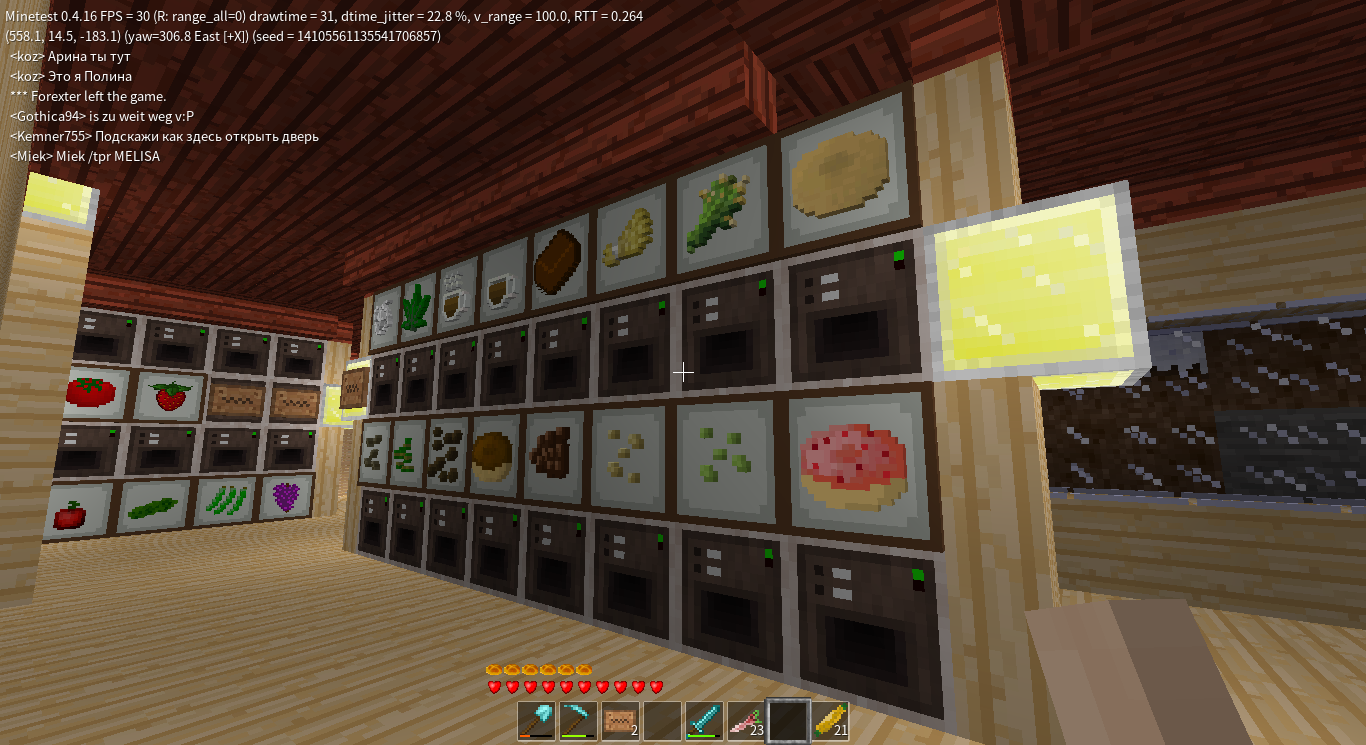 Minetest 0.4.16 FPS = 30 (R: range_all=0) drawtime = 31, dtime_jitter = 22.8 %, v_range = 100.0, RTT = 0.264
(558.1, 14.5, -183.1) (yaw=306.8 East [+X]) (seed = 14105561135541706857)
<koz> Арина ты тут
<koz> Это я Полина
*** Forexter left the game.
<Gothica94> is zu weit weg v:P
<Kemner755> Подскажи как здесь открыть дверь
<Miek> Miek /tpr MELISA
2
23
21